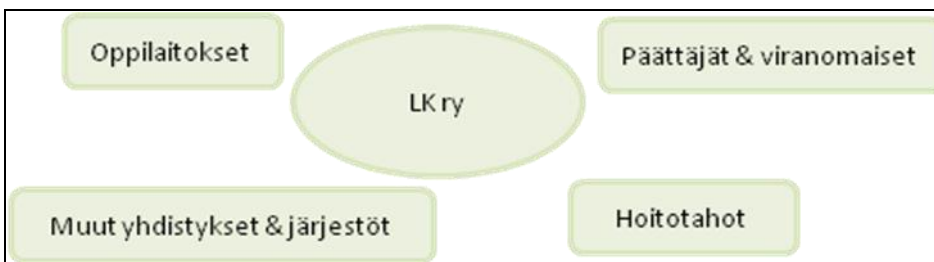 Oppilaitokset
Päättäjät & viranomaiset
LK ry
Muut yhdistykset & järjestöt
Hoitotahot